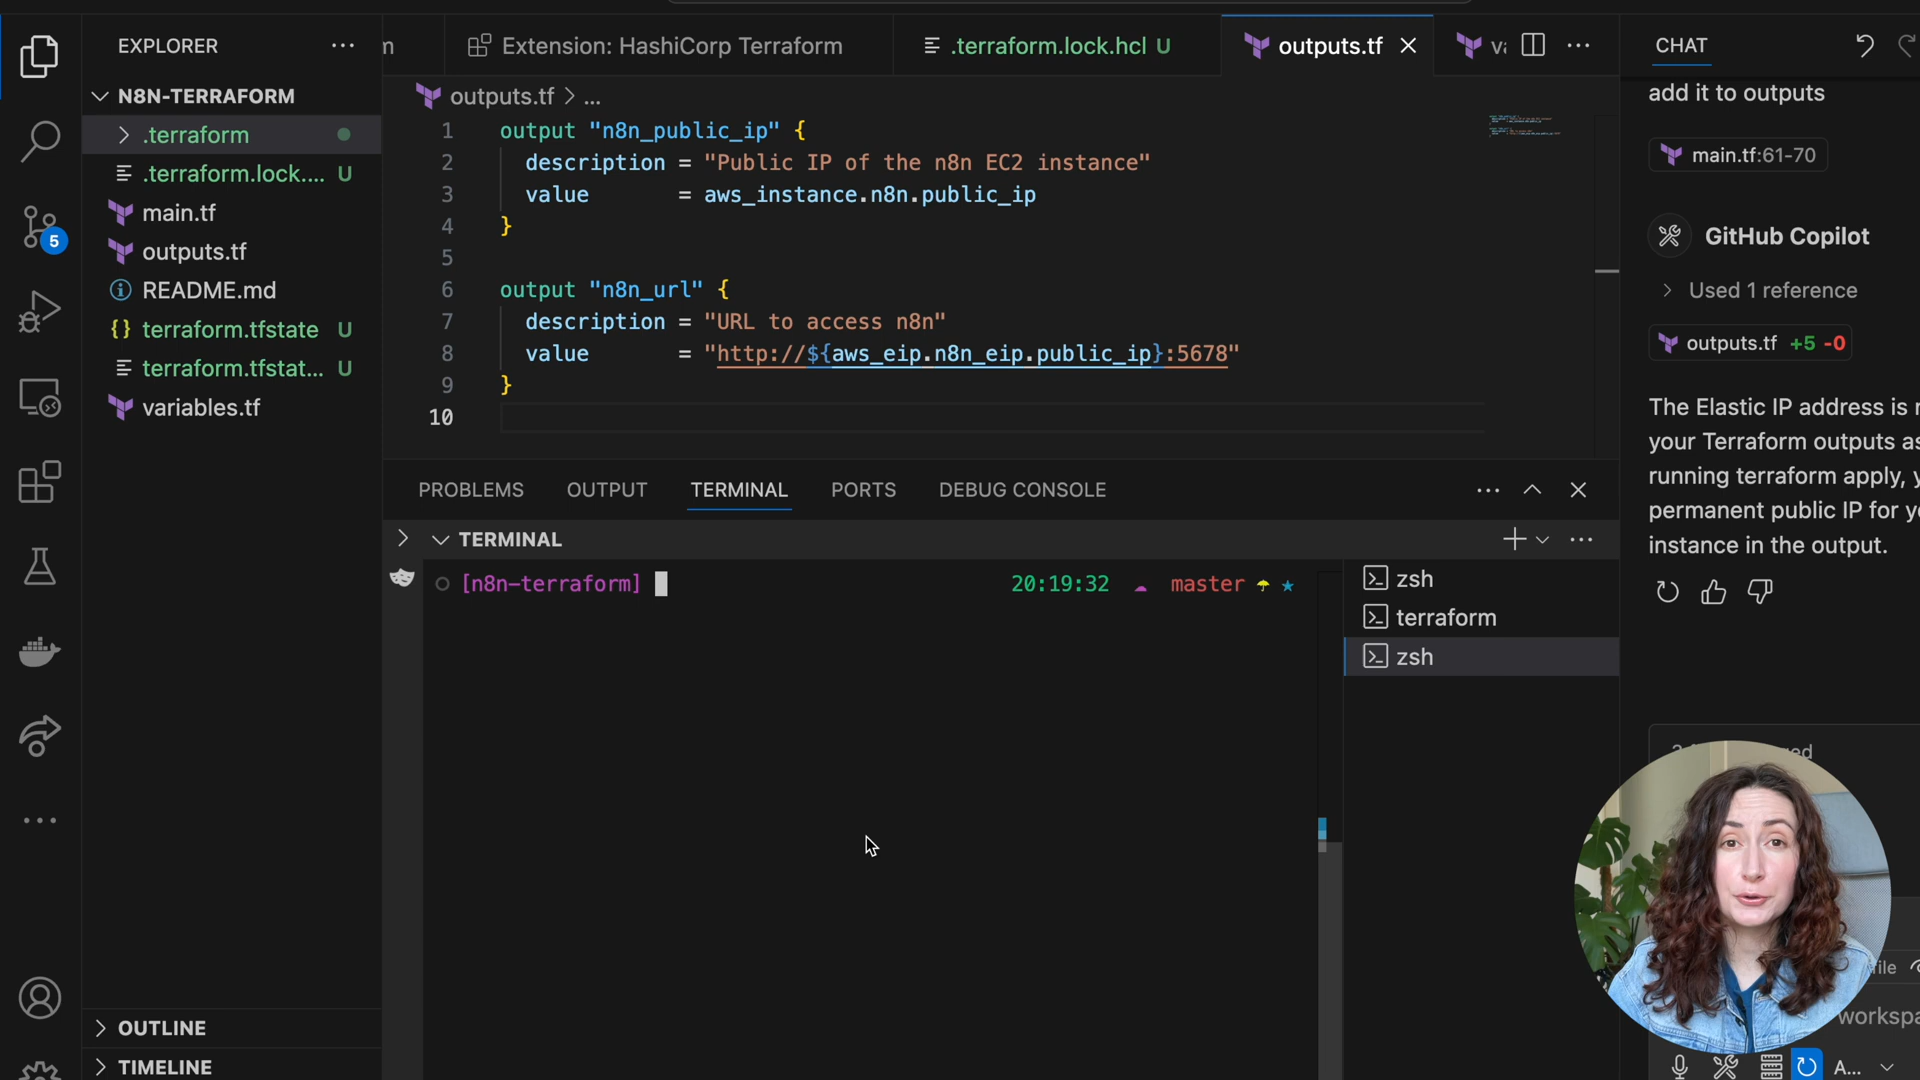 EXPLORER
N8N-TERRAFORM
.terraform
.terraform.lock.... U
main.tf
outputs.tf
README.md
terraform.tfstate U
terraform.tfstat... U
variables.tf
OUTLINE
TIMELINE
5
Extension: HashiCorp Terraform
.terraform.lock.hcl U
outputs.tf
outputs.tf > ...
1 output "n8n_public_ip" {
2 description = "Public IP of the n8n EC2 instance"
3 value = aws_instance.n8n.public_ip
4 }
5
6 output "n8n_url" {
7 description = "URL to access n8n"
8 value = "http://${aws_eip.n8n_eip.public_ip}:5678"
9 }
10
PROBLEMS OUTPUT TERMINAL PORTS DEBUG CONSOLE
TERMINAL
[n8n-terraform] 20:19:32 master
zsh
terraform
zsh
CHAT
add it to outputs
main.tf:61-70
GitHub Copilot
Used 1 reference
outputs.tf +5 -0
The Elastic IP address is
your Terraform outputs
running terraform apply,
permanent public IP for
instance in the output.
A...